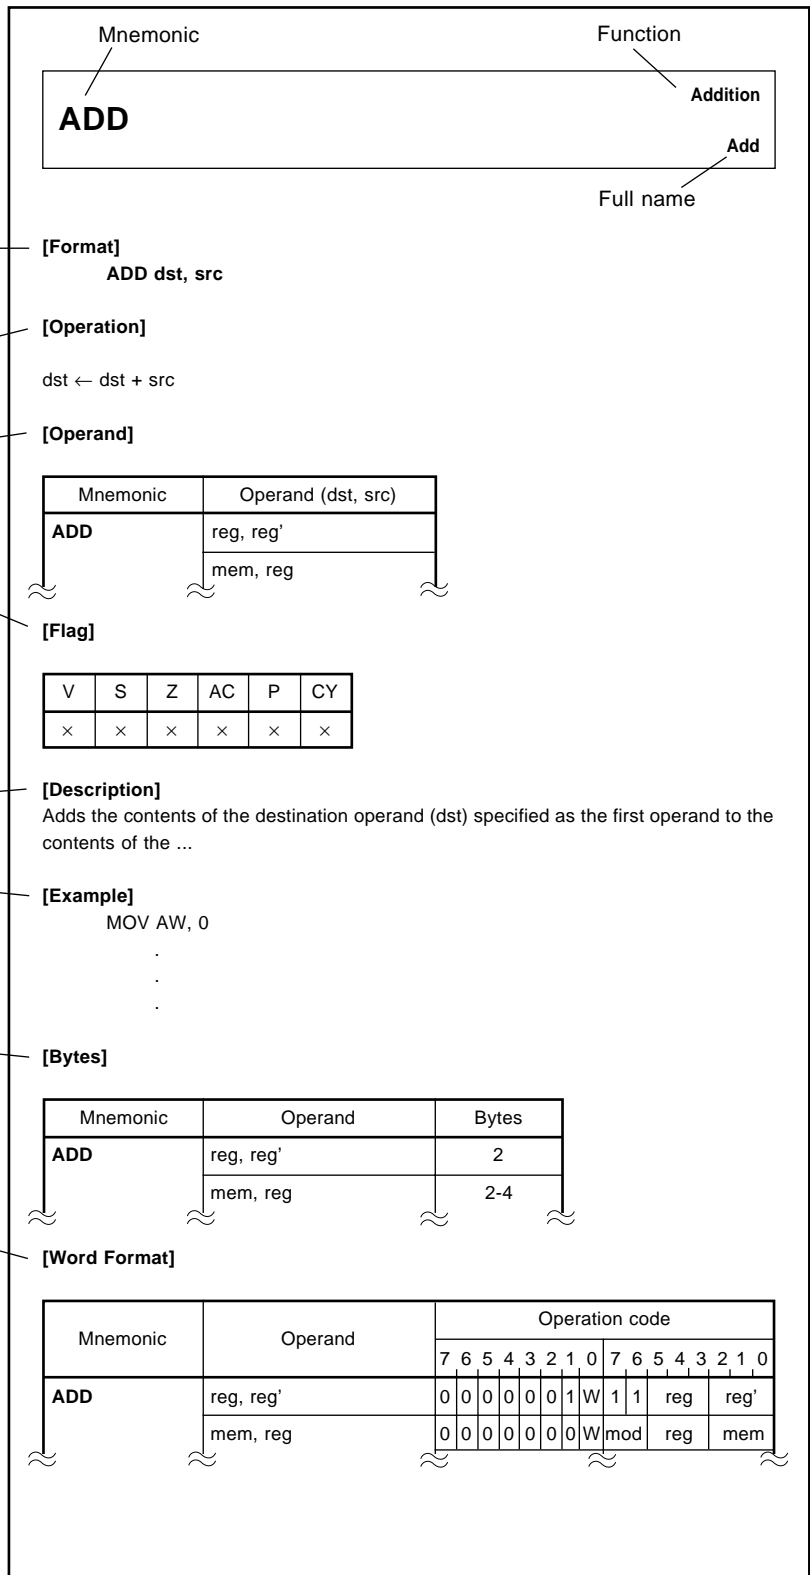 Mnemonic Function
ADD Addition
Add
Full name
[Format]
ADD dst, src
[Operation]
dst ← dst + src
[Operand]
Mnemonic Operand (dst, src)
ADD reg, reg’
mem, reg
[Flag]
V S Z AC P CY
× × × × × ×
[Description]
Adds the contents of the destination operand (dst) specified as the first operand to the
contents of the ...
[Example]
MOV AW, 0
.
.
.
[Bytes]
Mnemonic Operand Bytes
ADD reg, reg’ 2
mem, reg 2-4
[Word Format]
Mnemonic Operand Operation code
7 6 5 4 3 2 1 0 7 6 5 4 3 2 1 0
ADD reg, reg’ 0 0 0 0 0 0 1 W 1 1 reg reg’
mem, reg 0 0 0 0 0 0 0 W mod reg mem